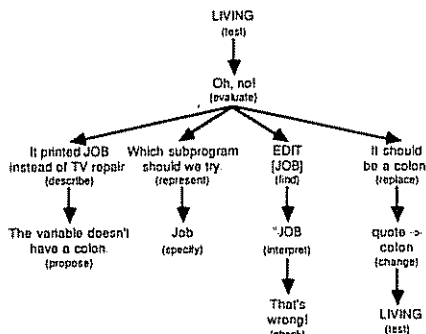 LIVING
(test)
Oh, no!
(evaluate)
It printed JOB
instead of TV repair
(describe)
The variable doesn't
have a colon.
(propose)
Which subprogram
should we try.
(represent)
Job
(specify)
EDIT
[JOB]
(find)
"JOB
(interpret)
That's
wrong!
It should
be a colon
(replace)
quote ->
colon
(change)
LIVING
(test)